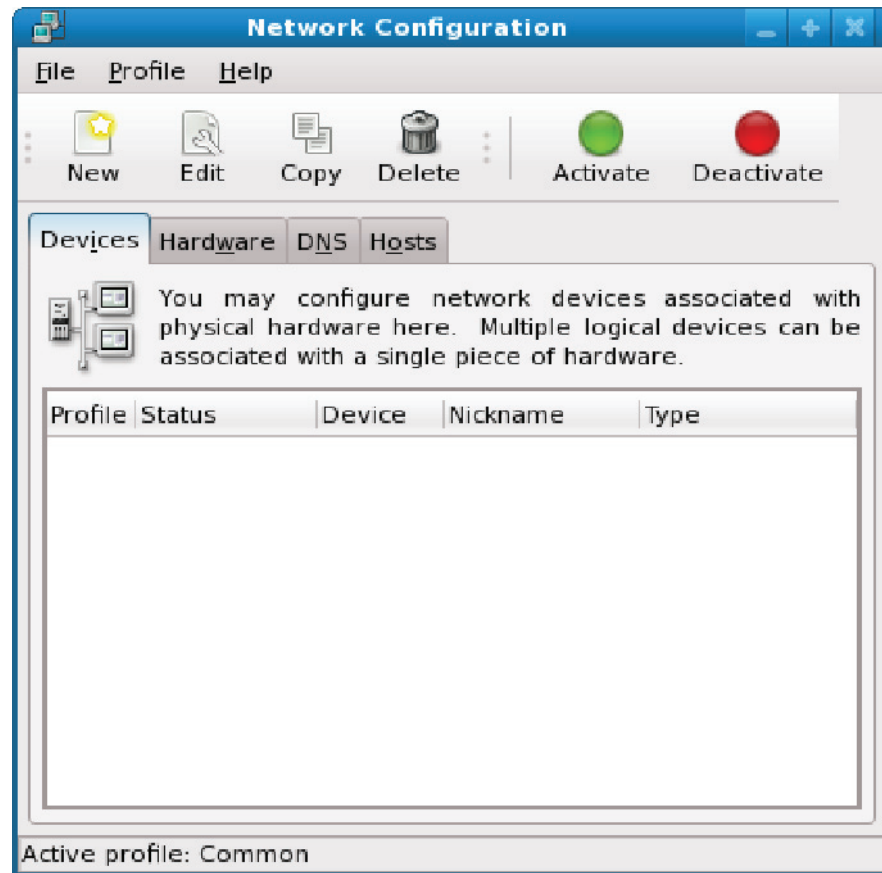 Network Configuration
File Profile Help
New Edit Copy Delete Activate Deactivate
Devices Hardware DNS Hosts
You may configure network devices associated with
physical hardware here. Multiple logical devices can be
associated with a single piece of hardware.
Profile Status Device Nickname Type
Active profile: Common